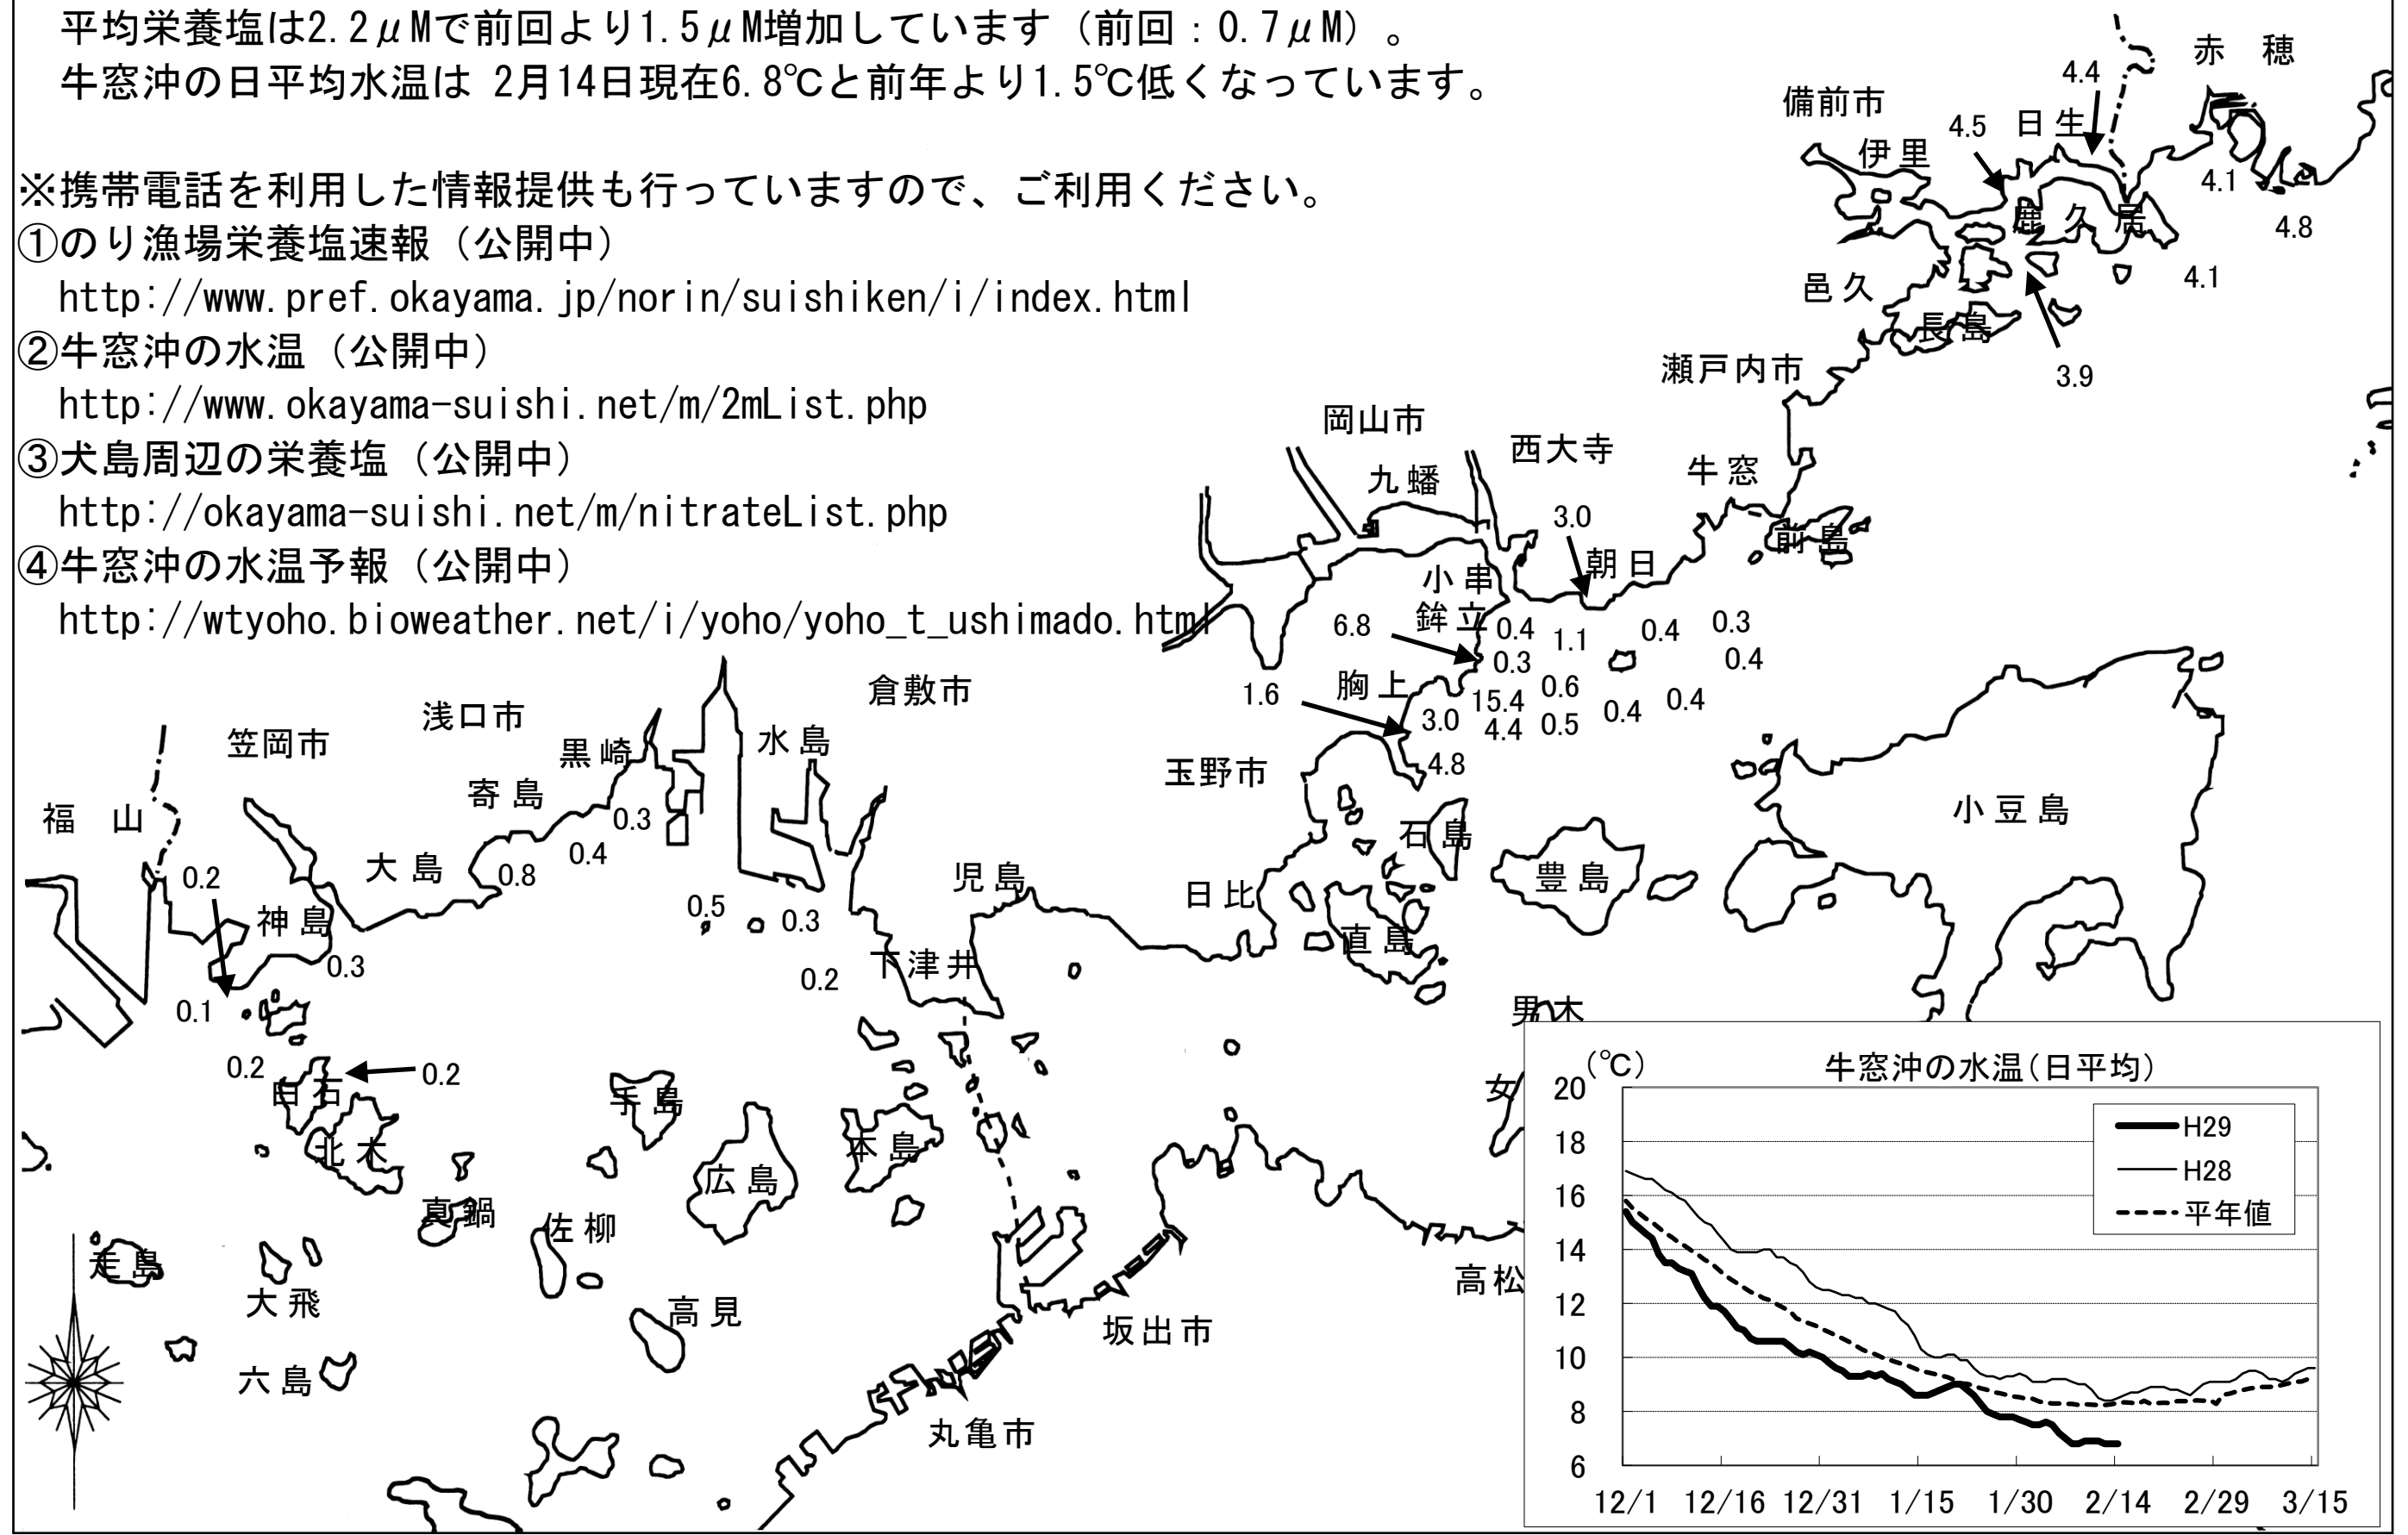 平均栄養塩は2.2μMで前回より1.5μM増加しています（前回：0.7μM）。
牛窓沖の日平均水温は 2月14日現在6.8℃と前年より1.5℃低くなっています。
※携帯電話を利用した情報提供も行っていますので、ご利用ください。
①のり漁場栄養塩速報（公開中）
http://www.pref.okayama.jp/norin/suishiken/i/index.html
②牛窓沖の水温（公開中）
http://www.okayama-suishi.net/m/2mList.php
③犬島周辺の栄養塩（公開中）
http://okayama-suishi.net/m/nitrateList.php
④牛窓沖の水温予報（公開中）
http://wtyoho.bioweather.net/i/yoho/yoho_t_ushimado.html
赤 穂
4.4
備前市
4.5
日生
伊里
4.1
鹿久居
4.8
4.1
邑久
長島
3.9
瀬戸内市
岡山市
西大寺
九蟠
牛窓
3.0
前島
朝日
小串
6.8
鉾立
0.4
1.1
0.4
0.3
0.3
0.4
1.6
胸上
15.4
0.6
0.4
3.0
4.4
0.5
0.4
4.8
倉敷市
浅口市
笠岡市
黒崎
水島
玉野市
寄島
0.3
福 山
小豆島
石島
0.4
大島
0.8
0.2
児島
日比
豊島
0.5
0.3
神島
直島
0.3
下津井
0.2
0.1
男木
0.2
白石
0.2
手島
女
北木
本島
広島
真鍋
佐柳
走島
大飛
高見
高松
坂出市
六島
丸亀市
(℃)
牛窓沖の水温(日平均)
20
18
16
14
12
10
8
6
H29
H28
平年値
12/1 12/16 12/31 1/15 1/30 2/14 2/29 3/15